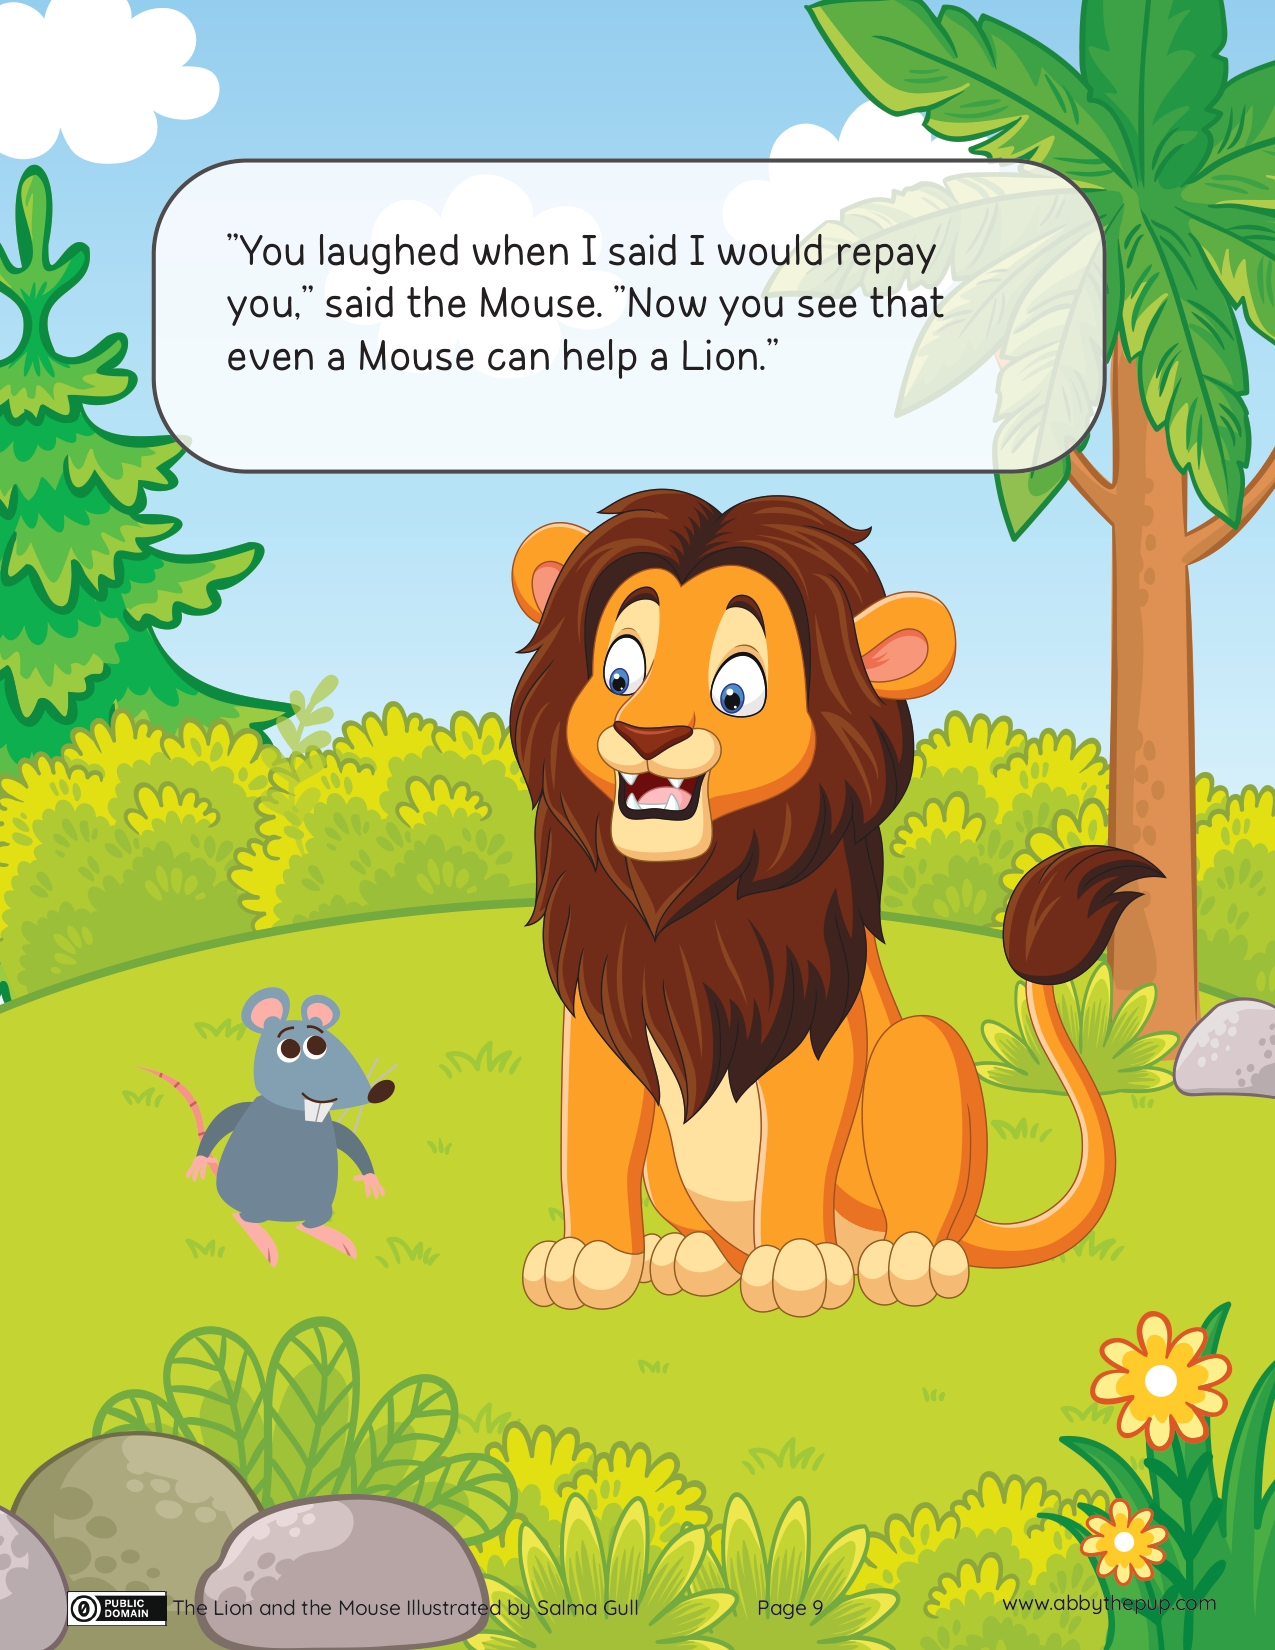 ”You laughed when I said I would repay
you,” said the Mouse. ”Now you see that
even a Mouse can help a Lion.”
PUBLIC
DOMAIN
The Lion and the Mouse Illustrated by Salma Gull
Page 9
www.abbythepup.com